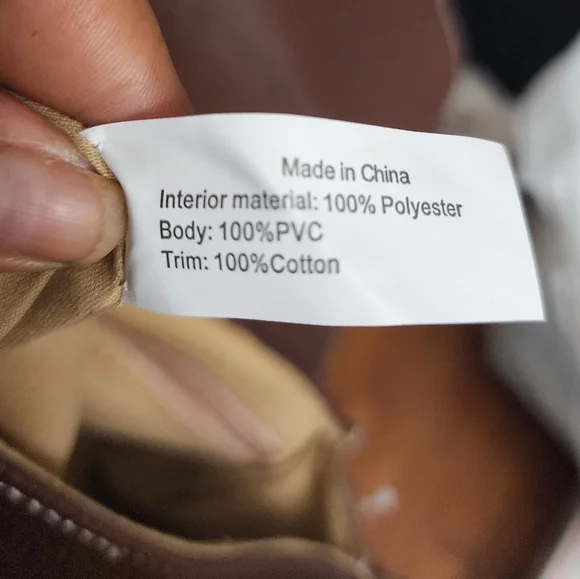 Made in China
Interior material: 100% Polyester
Body: 100%PVC
Trim: 100%Cotton